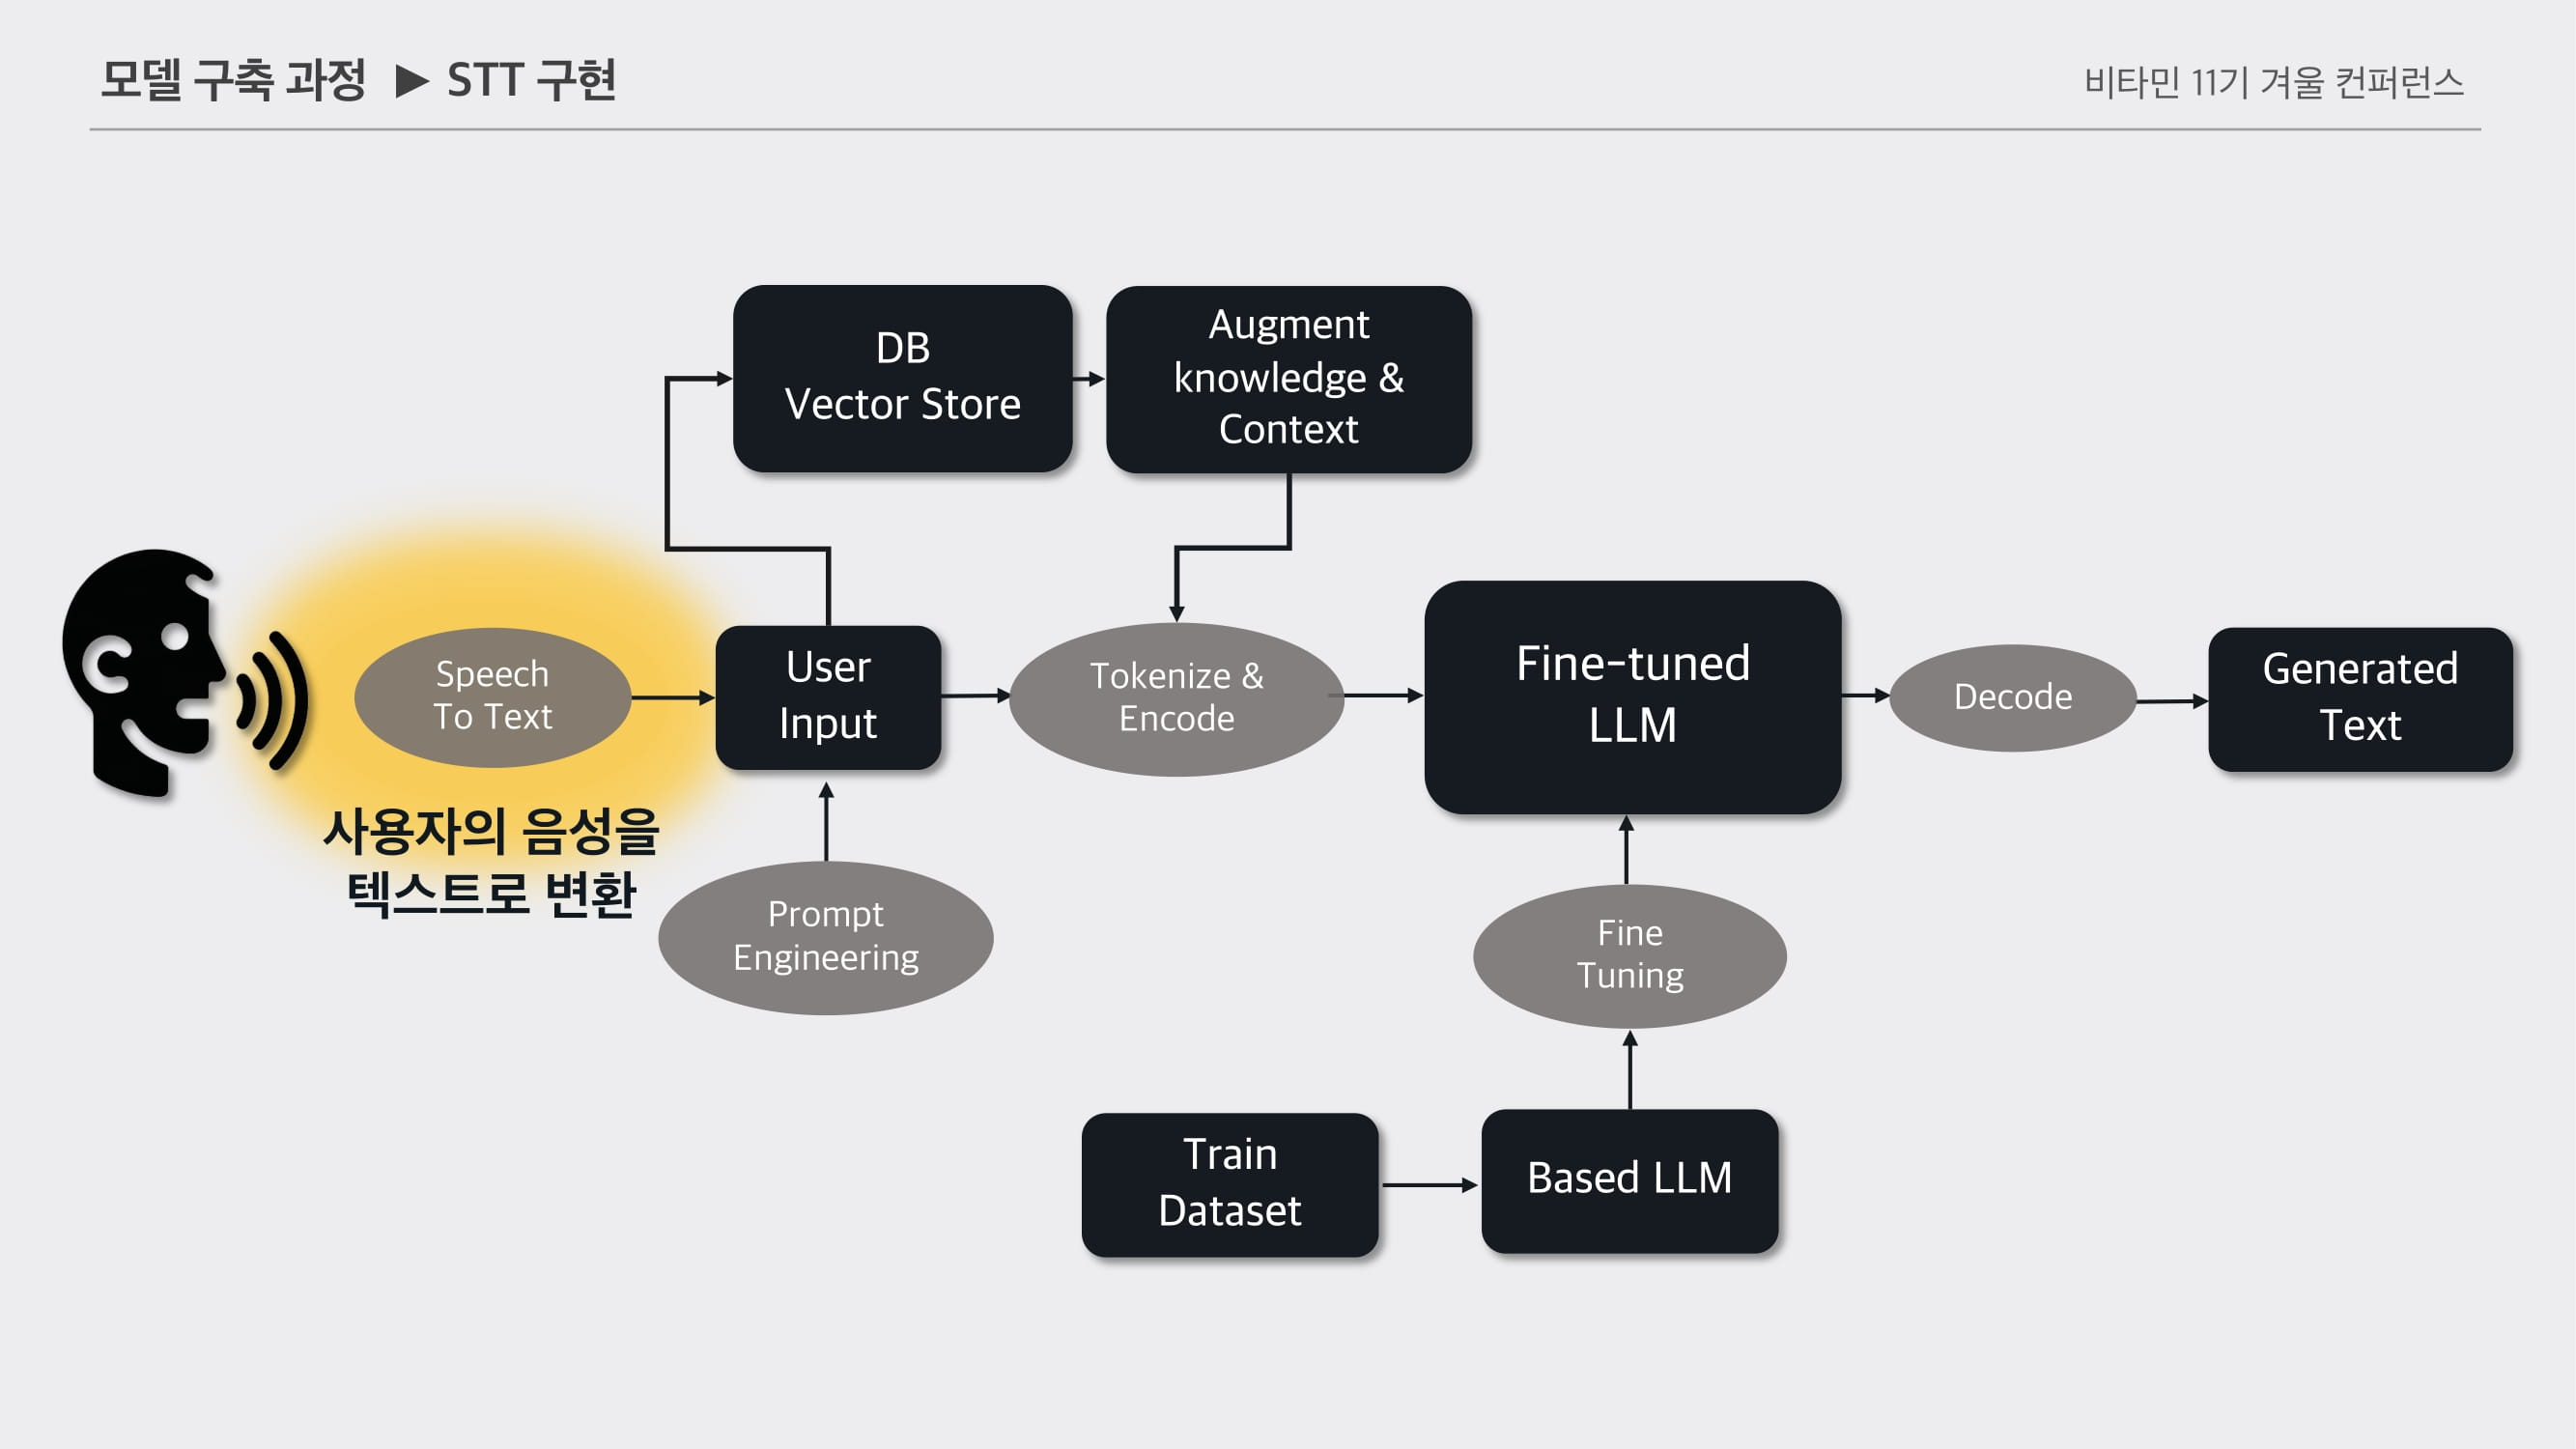 모델 구축 과정 ▶ STT 구현
비타민 11기 겨울 컨퍼런스
DB
Vector Store
Augment
knowledge &
Context
Speech
To Text
User
Input
Tokenize &
Encode
Fine-tuned
LLM
Decode
Generated
Text
사용자의 음성을
텍스트로 변환
Prompt
Engineering
Fine
Tuning
Train
Dataset
Based LLM